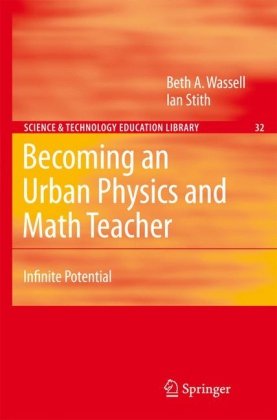 Beth A. Wassell
Ian Stith
SCIENCE & TECHNOLOGY EDUCATION LIBRARY 32
Becoming an
Urban Physics and
Math Teacher
Infinite Potential
Springer